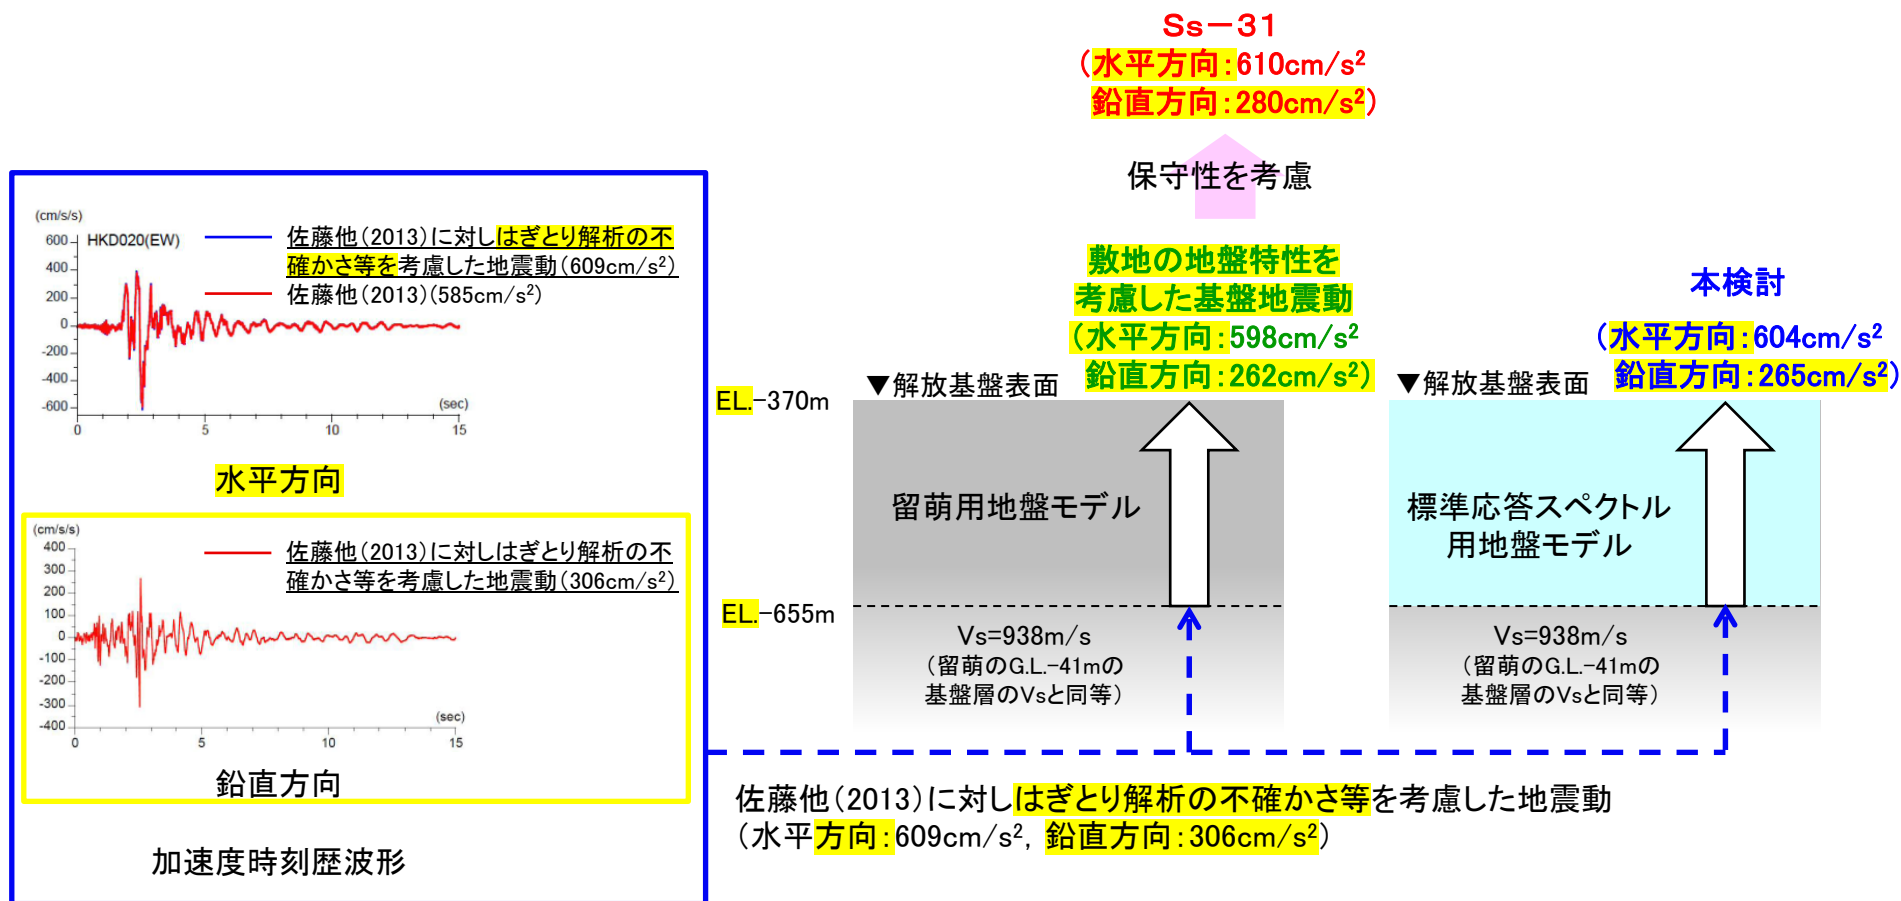 Ss－31
（水平方向：610cm/s²
鉛直方向：280cm/s²）
保守性を考慮
(cm/s/s)
HKD020(EW)
600
400
200
0
-200
-400
-600
0
5
10
15
(sec)
佐藤他（2013）に対しはぎとり解析の不
確かさ等を考慮した地震動（609cm/s²）
佐藤他（2013）（585cm/s²）
水平方向
(cm/s/s)
400
300
200
100
0
-100
-200
-300
-400
0
5
10
15
(sec)
佐藤他（2013）に対しはぎとり解析の不
確かさ等を考慮した地震動（306cm/s²）
鉛直方向
加速度時刻歴波形
敷地の地盤特性を
考慮した基盤地震動
（水平方向：598cm/s²
鉛直方向：262cm/s²）
本検討
（水平方向：604cm/s²
鉛直方向：265cm/s²）
EL.-370m
▼解放基盤表面
▼解放基盤表面
留萌用地盤モデル
標準応答スペクトル
用地盤モデル
EL.-655m
Vs=938m/s
（留萌のG.L.-41mの
基盤層のVsと同等）
Vs=938m/s
（留萌のG.L.-41mの
基盤層のVsと同等）
佐藤他（2013）に対しはぎとり解析の不確かさ等を考慮した地震動
（水平方向：609cm/s²，鉛直方向：306cm/s²）